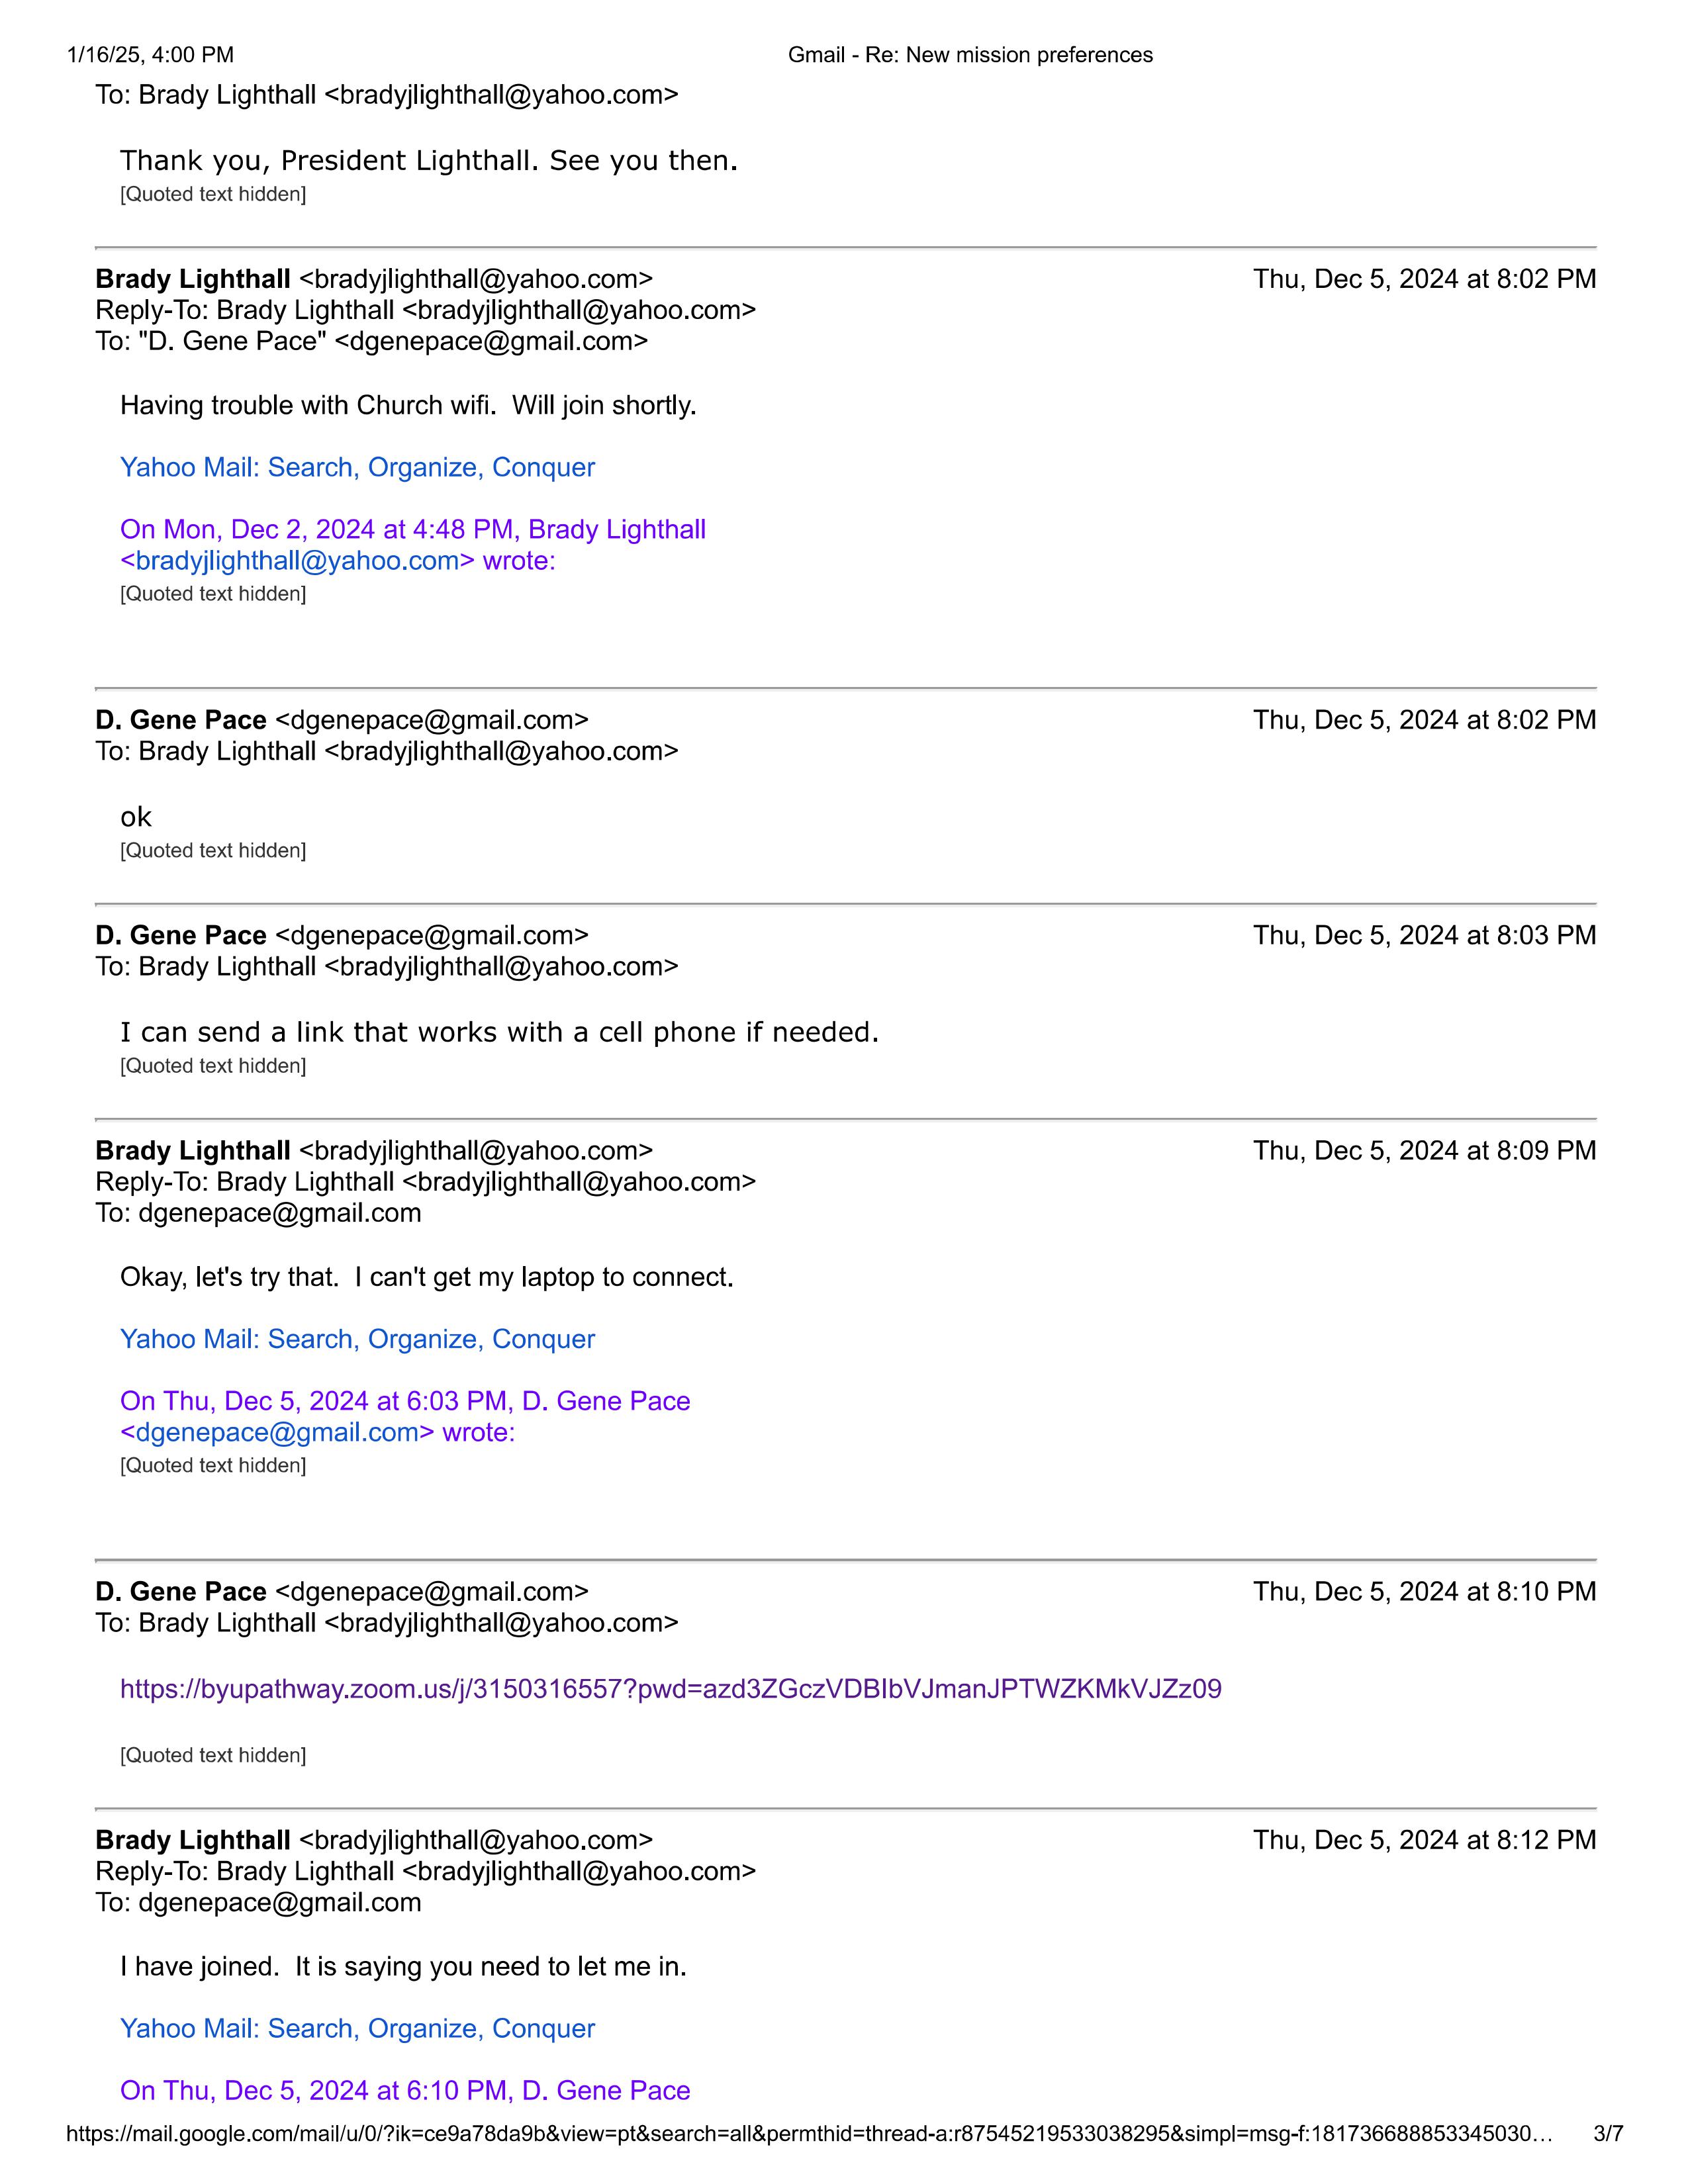 1/16/25, 4:00 PM Gmail - Re: New mission preferences
To: Brady Lighthall <bradyjlighthall@yahoo.com>
Thank you, President Lighthall. See you then.
[Quoted text hidden]
Brady Lighthall <bradyjlighthall@yahoo.com> Thu, Dec 5, 2024 at 8:02 PM
Reply-To: Brady Lighthall <bradyjlighthall@yahoo.com>
To: "D. Gene Pace" <dgenepace@gmail.com>
Having trouble with Church wifi.  Will join shortly.
Yahoo Mail: Search, Organize, Conquer
On Mon, Dec 2, 2024 at 4:48 PM, Brady Lighthall
<bradyjlighthall@yahoo.com> wrote:
[Quoted text hidden]
D. Gene Pace <dgenepace@gmail.com> Thu, Dec 5, 2024 at 8:02 PM
To: Brady Lighthall <bradyjlighthall@yahoo.com>
ok
[Quoted text hidden]
D. Gene Pace <dgenepace@gmail.com> Thu, Dec 5, 2024 at 8:03 PM
To: Brady Lighthall <bradyjlighthall@yahoo.com>
I can send a link that works with a cell phone if needed.
[Quoted text hidden]
Brady Lighthall <bradyjlighthall@yahoo.com> Thu, Dec 5, 2024 at 8:09 PM
Reply-To: Brady Lighthall <bradyjlighthall@yahoo.com>
To: dgenepace@gmail.com
Okay, let's try that.  I can't get my laptop to connect.
Yahoo Mail: Search, Organize, Conquer
On Thu, Dec 5, 2024 at 6:03 PM, D. Gene Pace
<dgenepace@gmail.com> wrote:
[Quoted text hidden]
D. Gene Pace <dgenepace@gmail.com> Thu, Dec 5, 2024 at 8:10 PM
To: Brady Lighthall <bradyjlighthall@yahoo.com>
https://byupathway.zoom.us/j/3150316557?pwd=azd3ZGczVDBIbVJmanJPTWZKMkVJZz09
[Quoted text hidden]
Brady Lighthall <bradyjlighthall@yahoo.com> Thu, Dec 5, 2024 at 8:12 PM
Reply-To: Brady Lighthall <bradyjlighthall@yahoo.com>
To: dgenepace@gmail.com
I have joined.  It is saying you need to let me in.
Yahoo Mail: Search, Organize, Conquer
On Thu, Dec 5, 2024 at 6:10 PM, D. Gene Pace
https://mail.google.com/mail/u/0/?ik=ce9a78da9b&view=pt&search=all&permthid=thread-a:r87545219533038295&simpl=msg-f:181736688853345030… 3/7